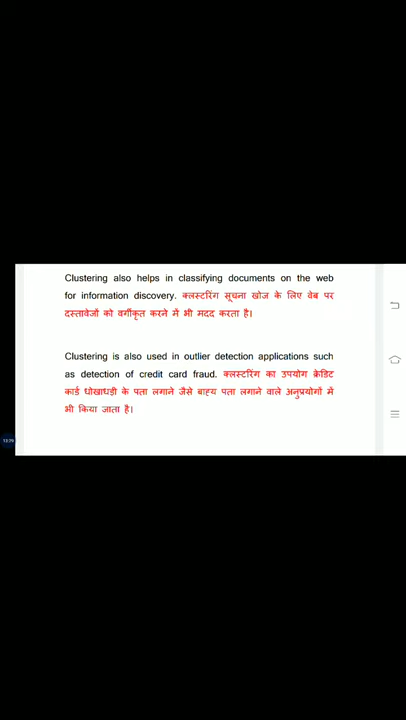 Clustering also helps in classifying documents on the web
for information discovery. क्लस्टरिंग सूचना खोज के लिए वेब पर
दस्तावेजों को वर्गीकृत करने में भी मदद करता है।
Clustering is also used in outlier detection applications such
as detection of credit card fraud. क्लस्टरिंग का उपयोग क्रेडिट
कार्ड धोखाधड़ी के पता लगाने जैसे बाह्य पता लगाने वाले अनुप्रयोगों में
भी किया जाता है।